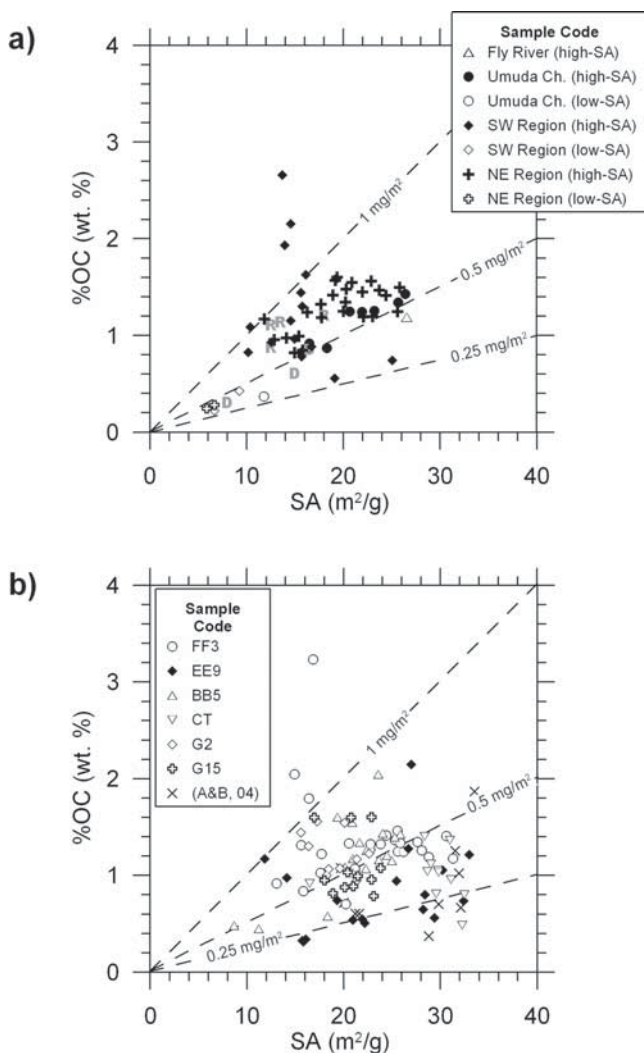 a)
4
3
2
1
0
%OC (wt. %)
0 10 20 30 40
SA (m²/g)
1 mg/m²
0.5 mg/m²
0.25 mg/m²
R R R
R
D
D
Sample Code
Fly River (high-SA)
Umuda Ch. (high-SA)
Umuda Ch. (low-SA)
SW Region (high-SA)
SW Region (low-SA)
NE Region (high-SA)
NE Region (low-SA)
b)
4
3
2
1
0
%OC (wt. %)
0 10 20 30 40
SA (m²/g)
1 mg/m²
0.5 mg/m²
0.25 mg/m²
Sample
Code
FF3
EE9
BB5
CT
G2
G15
(A&B, 04)